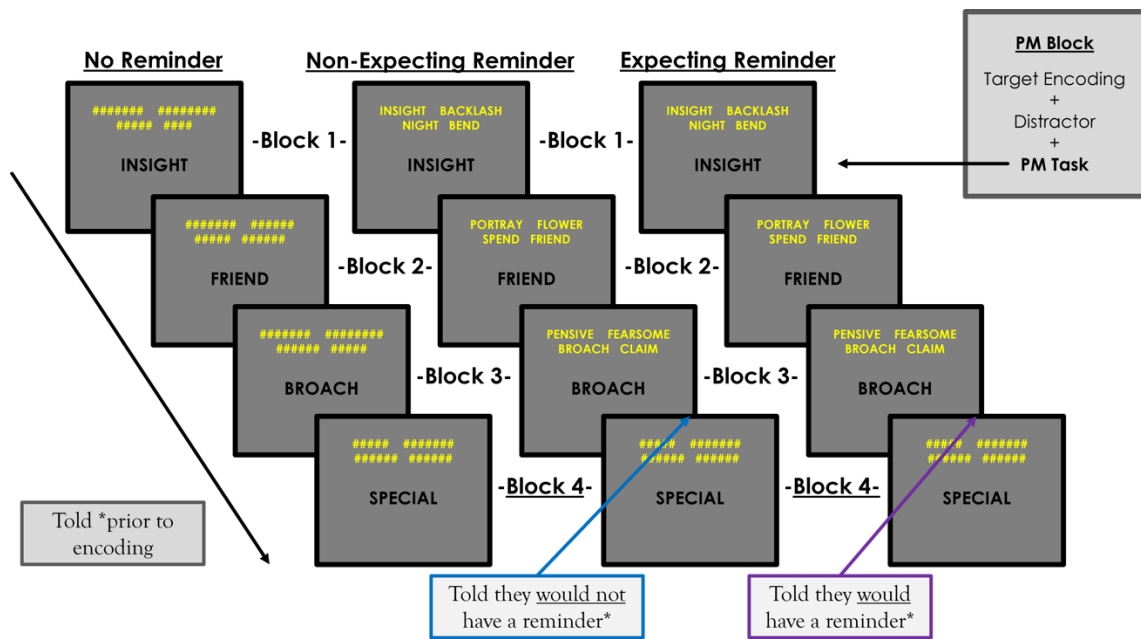 No Reminder
Non-Expecting Reminder
Expecting Reminder
PM Block
Target Encoding
+
Distractor
+
PM Task
####### ########
##### ####
INSIGHT
-Block 1-
INSIGHT BACKLASH
NIGHT BEND
INSIGHT
-Block 1-
INSIGHT BACKLASH
NIGHT BEND
INSIGHT
####### ######
##### ######
FRIEND
-Block 2-
PORTRAY FLOWER
SPEND FRIEND
FRIEND
-Block 2-
PORTRAY FLOWER
SPEND FRIEND
FRIEND
####### ########
###### #####
BROACH
-Block 3-
PENSIVE FEARSOME
BROACH CLAIM
BROACH
-Block 3-
PENSIVE FEARSOME
BROACH CLAIM
BROACH
##### #######
###### ######
SPECIAL
-Block 4-
##### #######
###### ######
SPECIAL
-Block 4-
##### #######
###### ######
SPECIAL
Told *prior to
encoding
Told they would not
have a reminder*
Told they would
have a reminder*